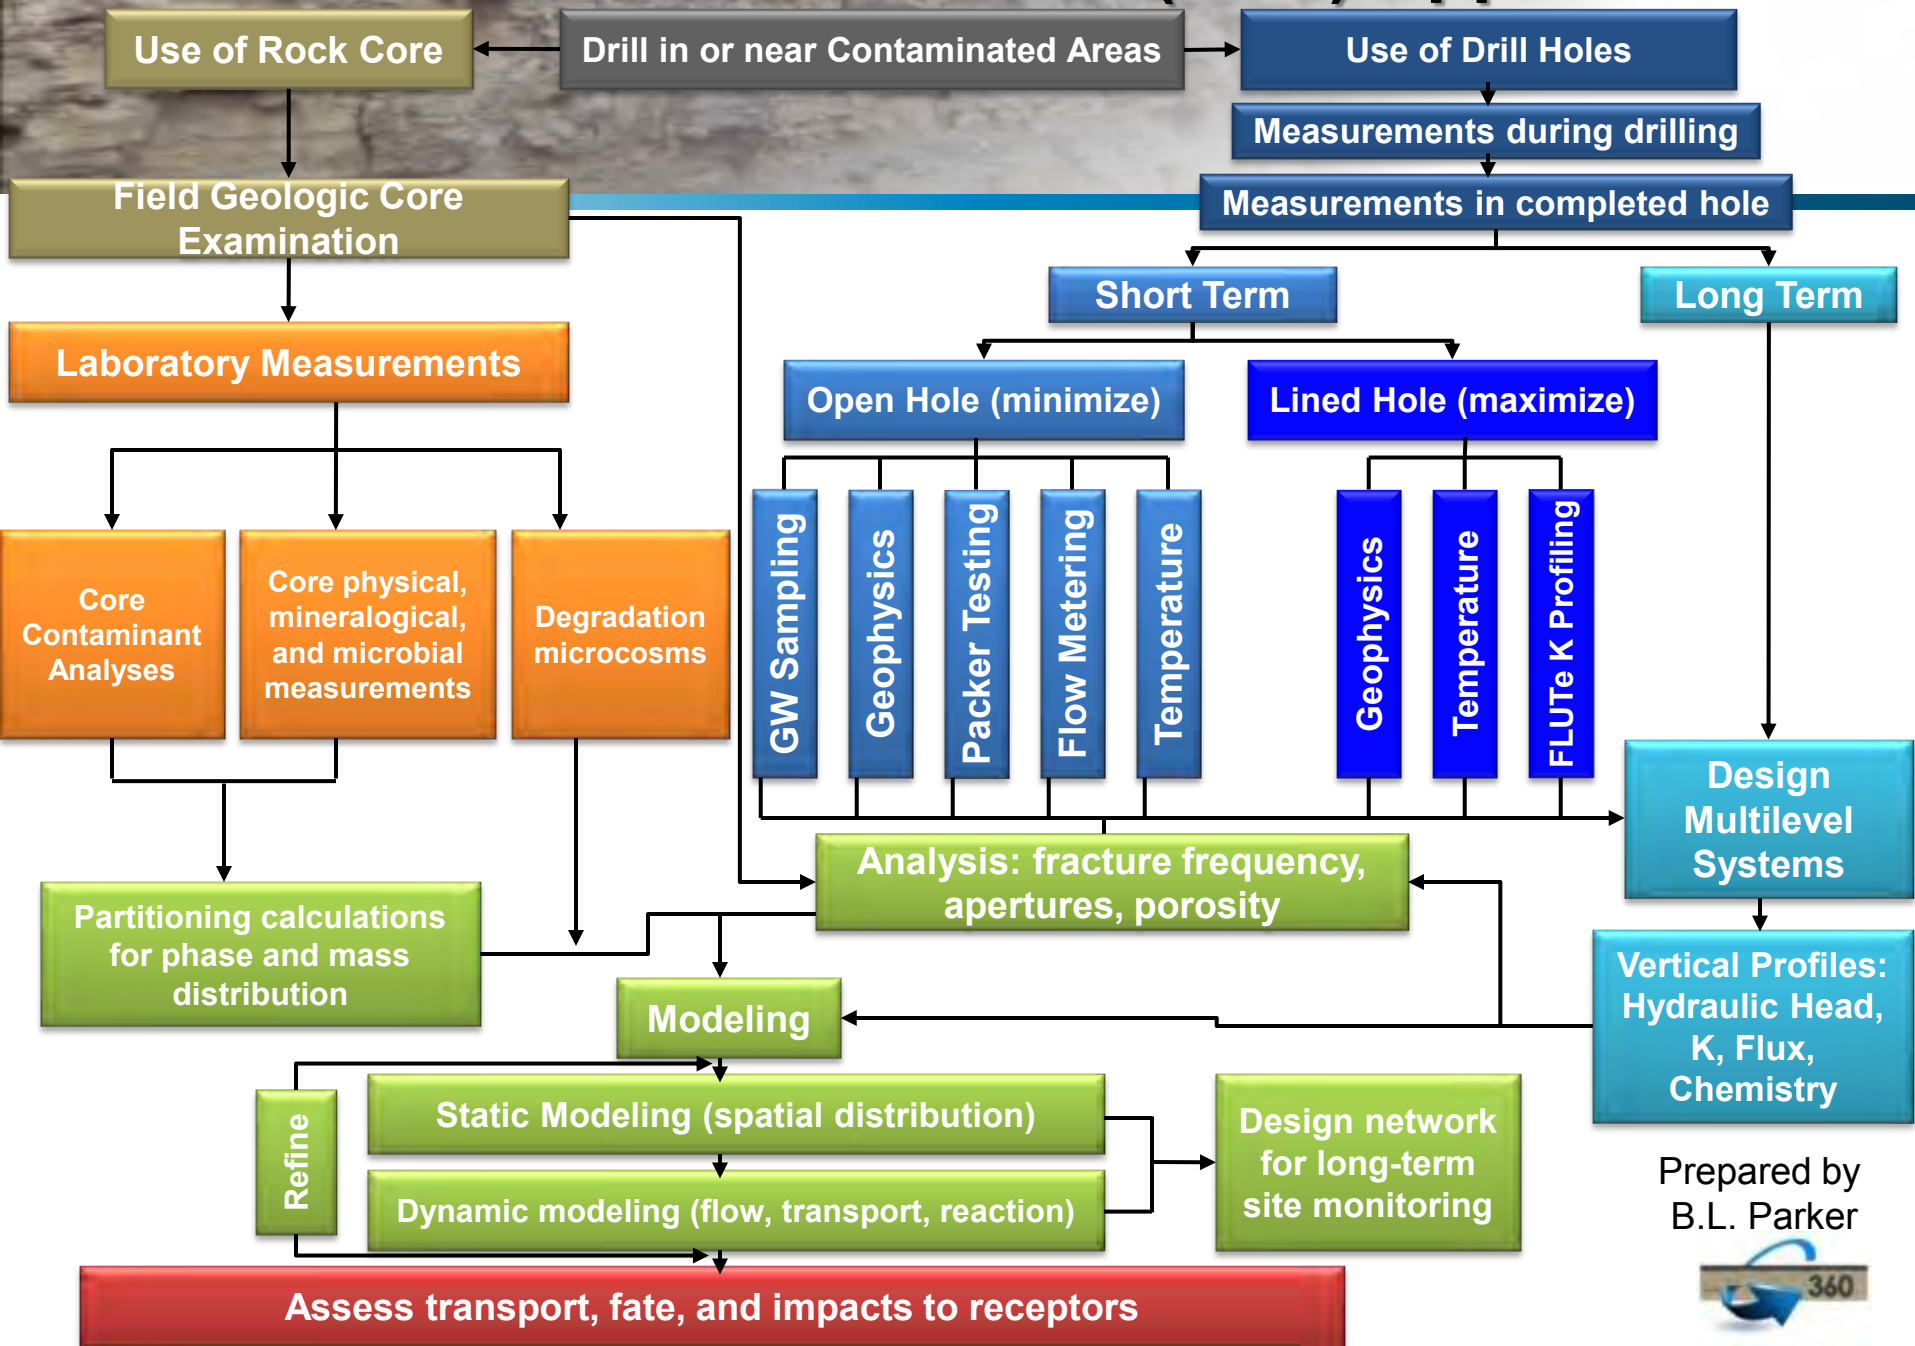 Use of Rock Core
Drill in or near Contaminated Areas
Use of Drill Holes
Measurements during drilling
Measurements in completed hole
Field Geologic Core
Examination
Short Term
Long Term
Laboratory Measurements
Open Hole (minimize)
Lined Hole (maximize)
Core
Contaminant
Analyses
Core physical,
mineralogical,
and microbial
measurements
Degradation
microcosms
GW Sampling
Geophysics
Packer Testing
Flow Metering
Temperature
Geophysics
Temperature
FLUTe K Profiling
Design
Multilevel
Systems
Analysis: fracture frequency,
apertures, porosity
Partitioning calculations
for phase and mass
distribution
Vertical Profiles:
Hydraulic Head,
K, Flux,
Chemistry
Modeling
Refine
Static Modeling (spatial distribution)
Dynamic modeling (flow, transport, reaction)
Design network
for long-term
site monitoring
Prepared by
B.L. Parker
360
Assess transport, fate, and impacts to receptors